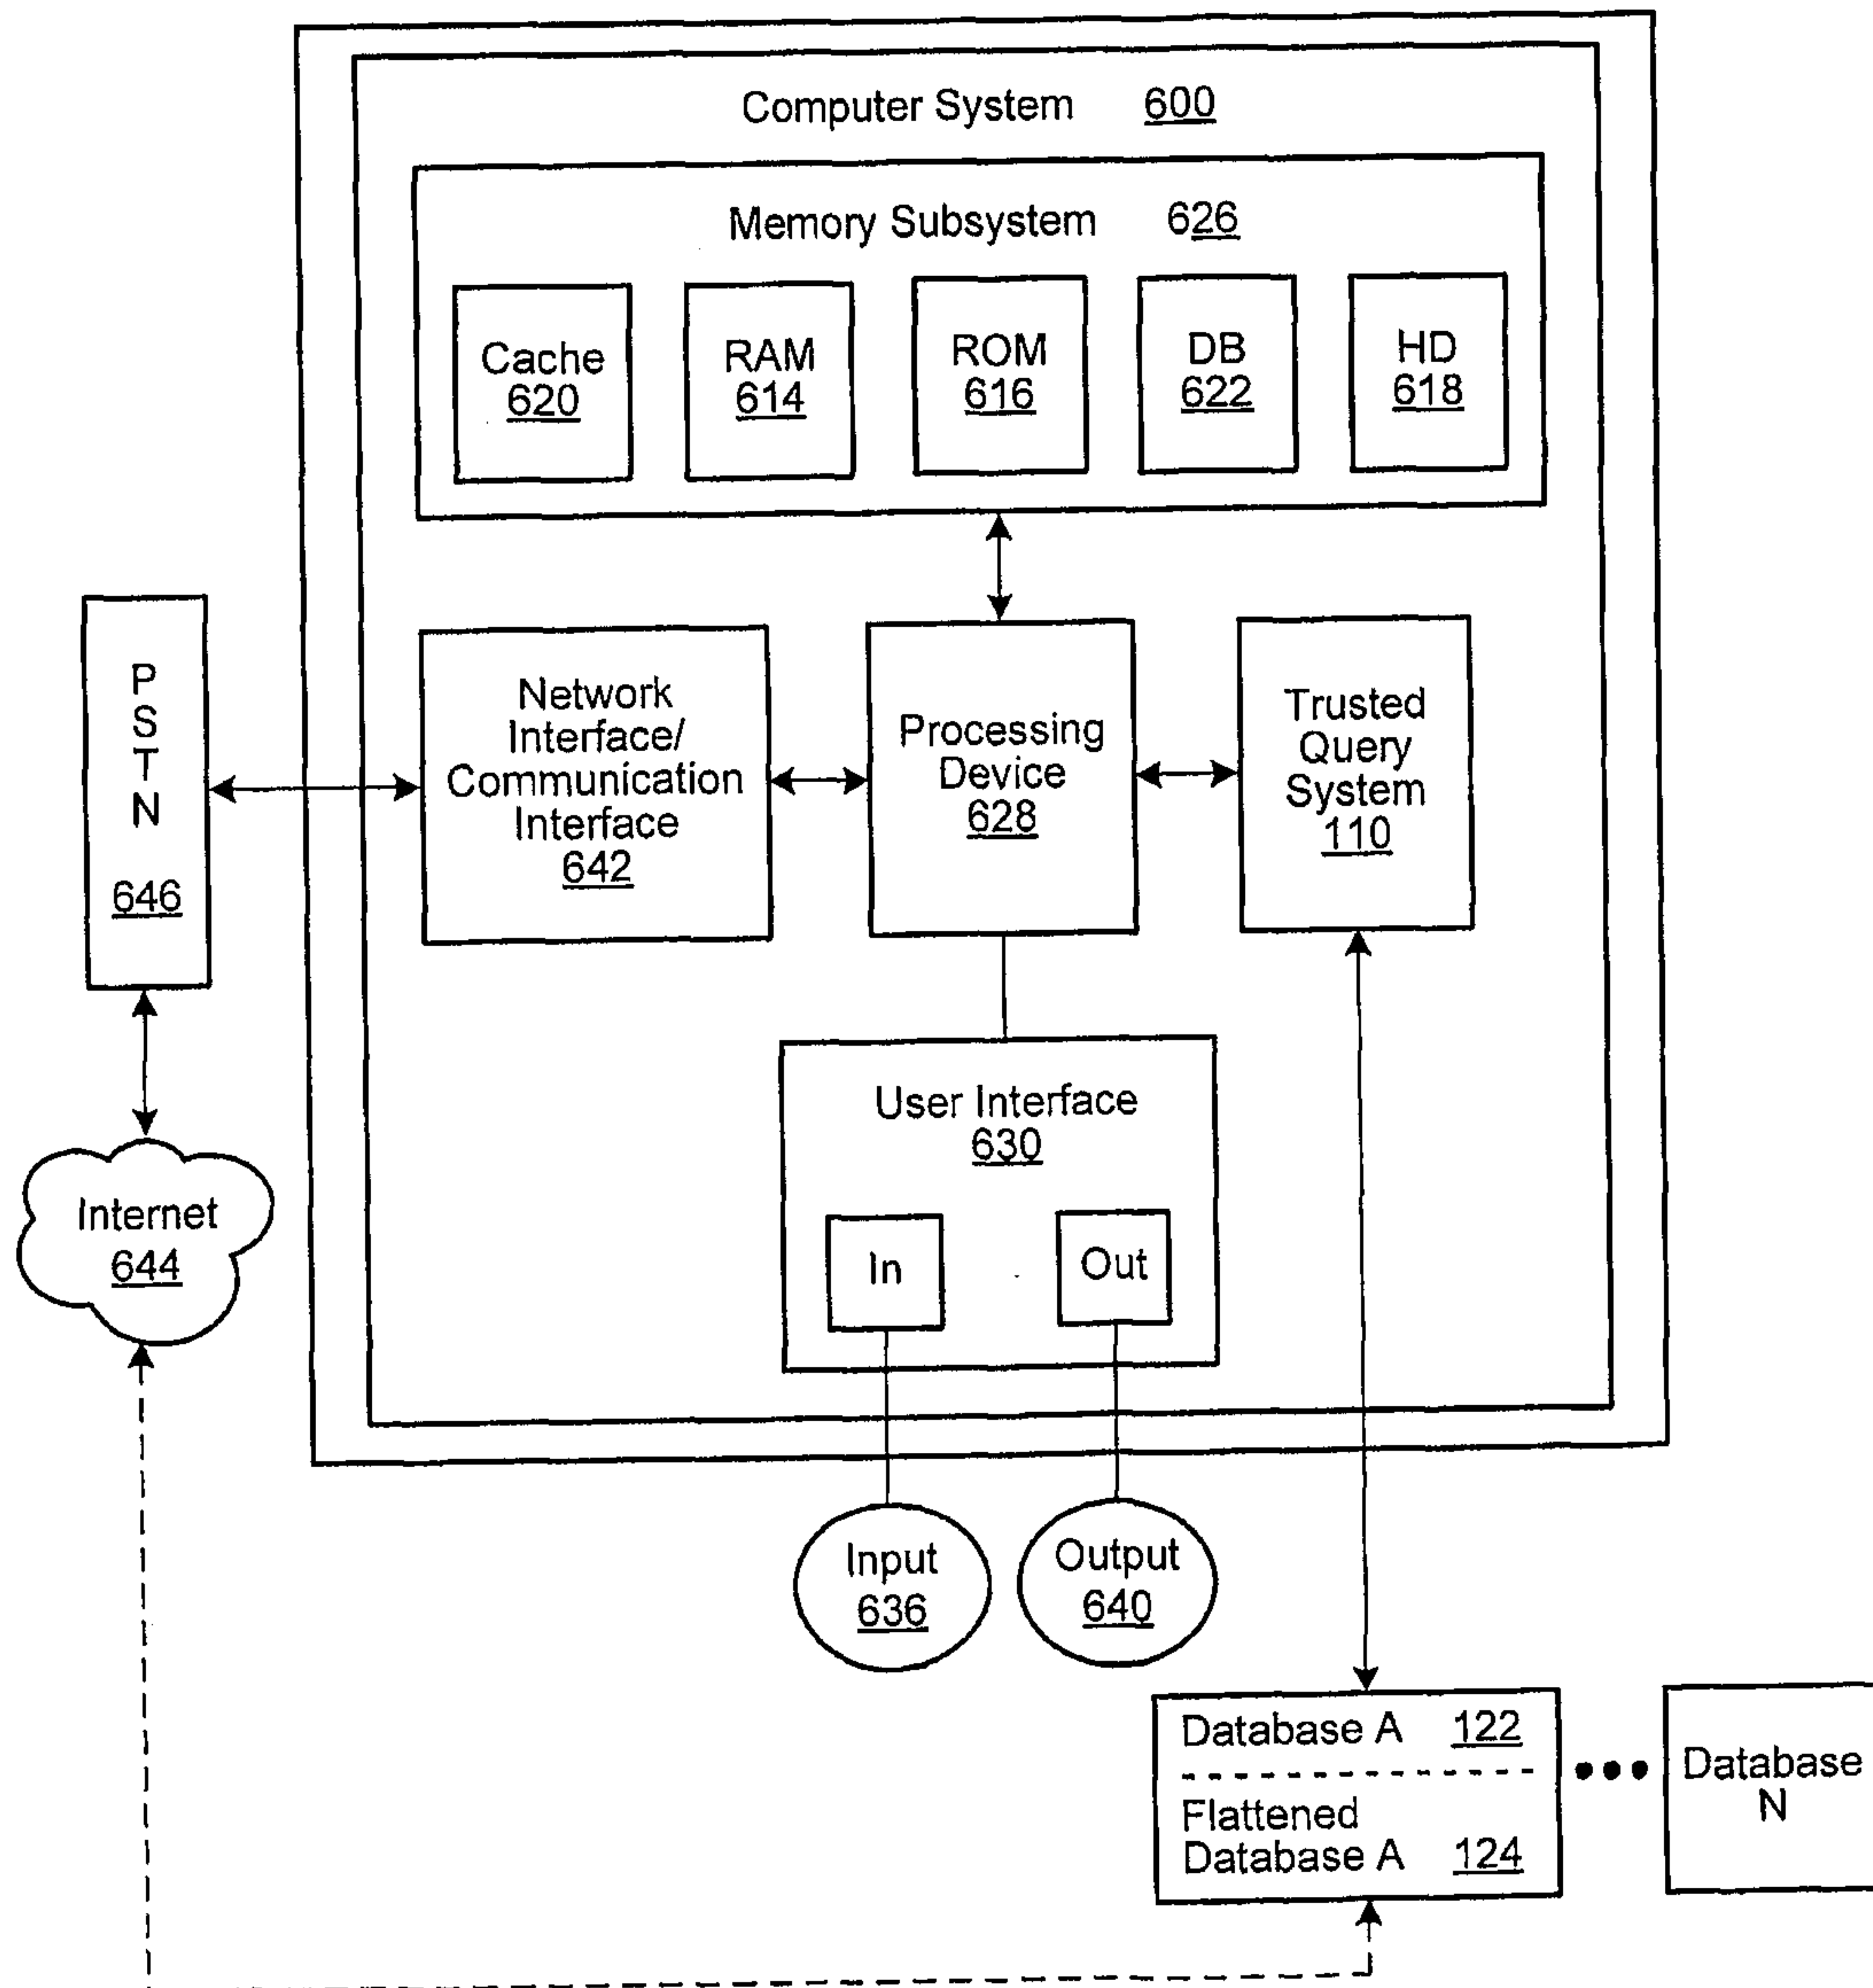 Computer System 600
Memory Subsystem 626
Cache
620
RAM
614
ROM
616
DB
622
HD
618
P
S
T
N
646
Network
Interface/
Communication
Interface
642
Processing
Device
628
Trusted
Query
System
110
User Interface
630
In
Out
Internet
644
Input
636
Output
640
Database A 122
Flattened
Database A 124
Database
N